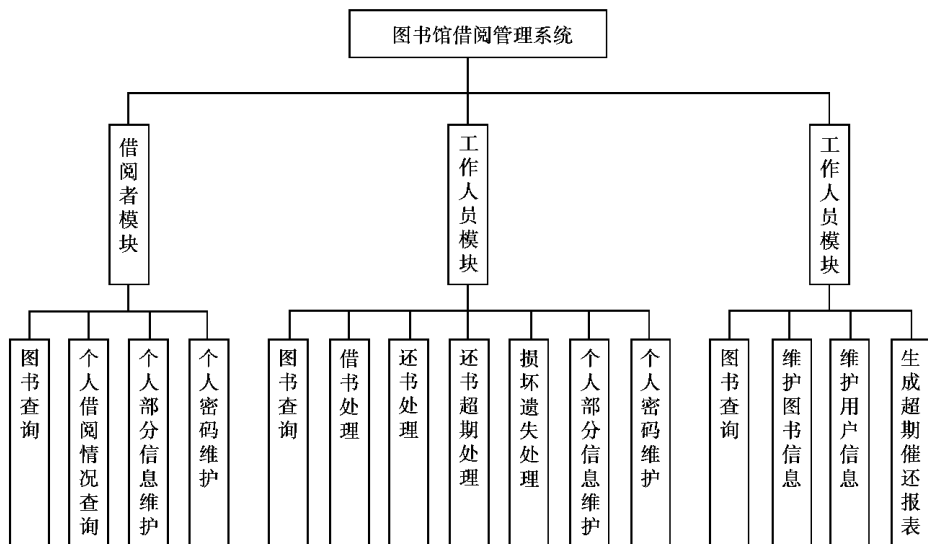 图书馆借阅管理系统
借阅者模块
工作人员模块
工作人员模块
图书查询
个人借阅情况查询
个人部分信息维护
个人密码维护
图书查询
借书处理
还书处理
还书超期处理
损坏遗失处理
个人部分信息维护
个人密码维护
图书查询
维护图书信息
维护用户信息
生成超期催还报表